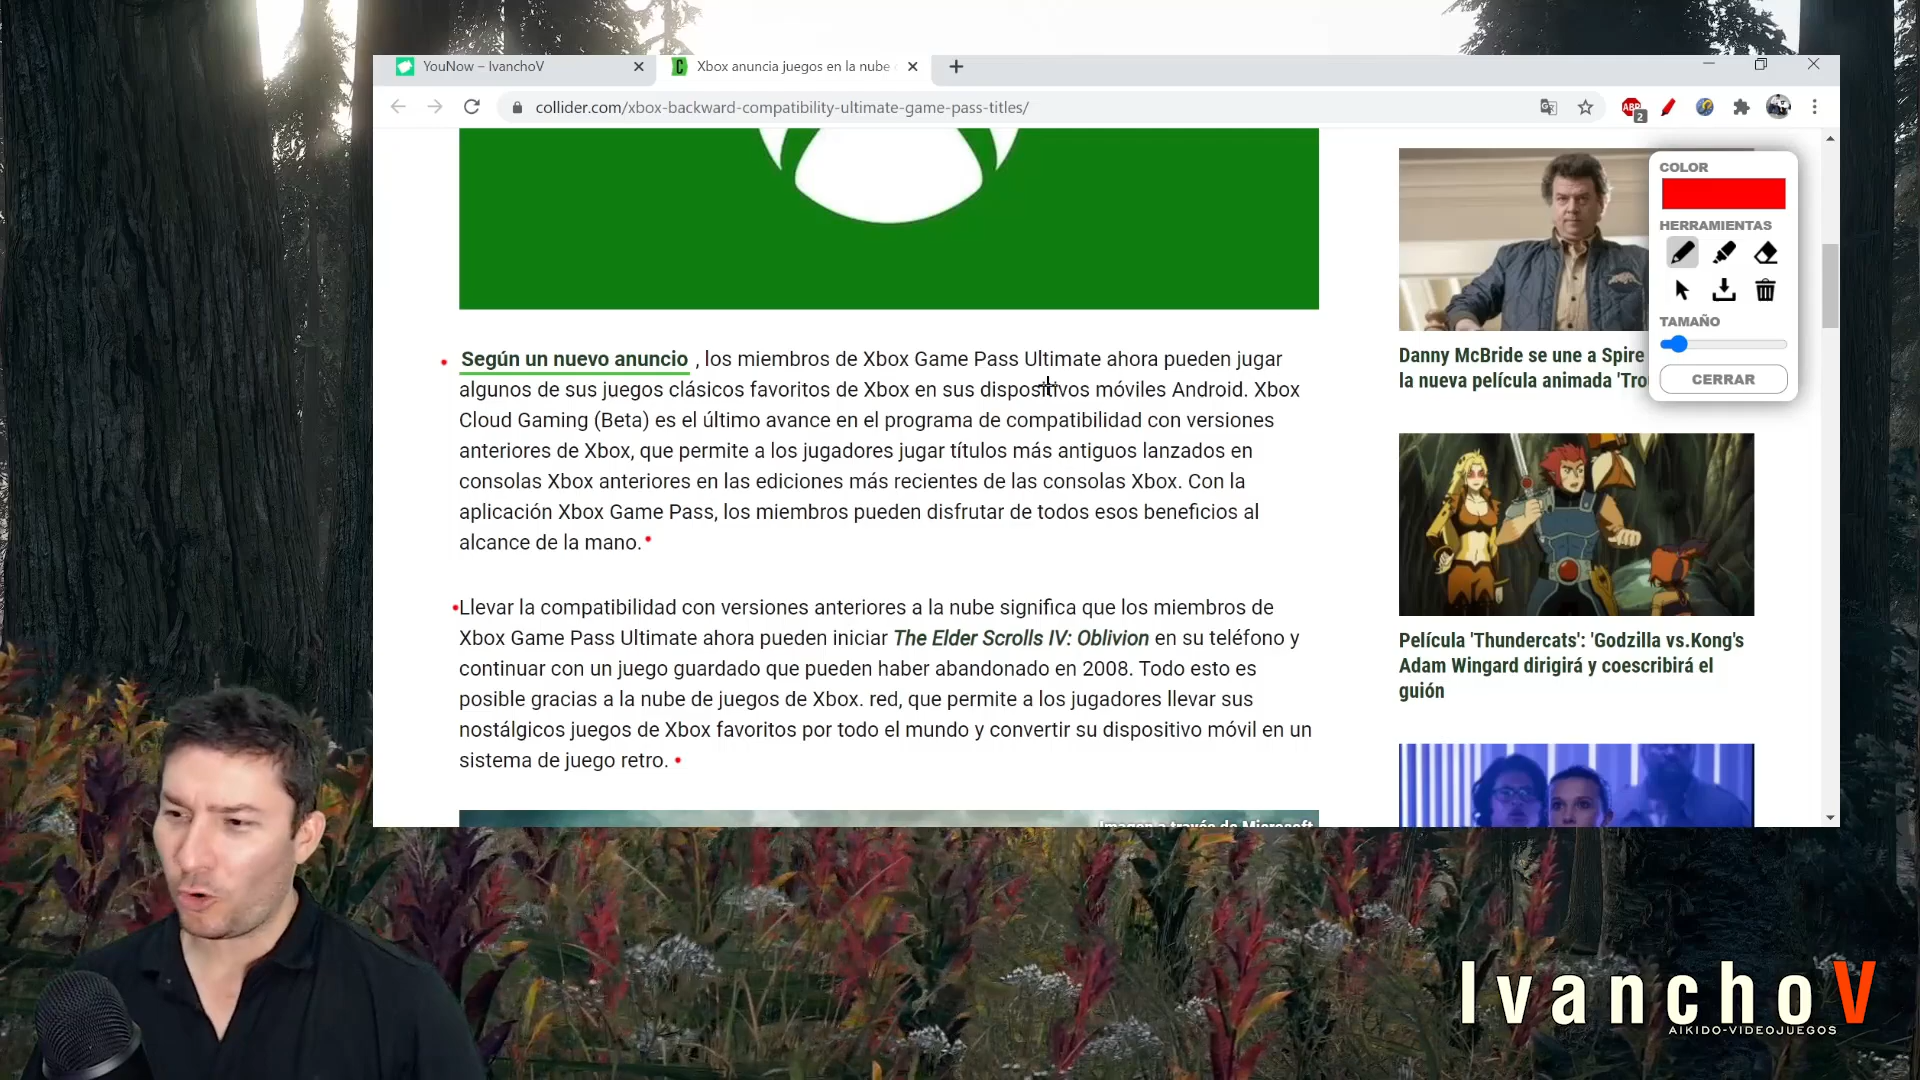 YouNow – IvanchoV
Xbox anuncia juegos en la nube
collider.com/xbox-backward-compatibility-ultimate-game-pass-titles/
ABP
2
COLOR
HERRAMIENTAS
TAMAÑO
CERRAR
Según un nuevo anuncio , los miembros de Xbox Game Pass Ultimate ahora pueden jugar
algunos de sus juegos clásicos favoritos de Xbox en sus dispositivos móviles Android. Xbox
Cloud Gaming (Beta) es el último avance en el programa de compatibilidad con versiones
anteriores de Xbox, que permite a los jugadores jugar títulos más antiguos lanzados en
consolas Xbox anteriores en las ediciones más recientes de las consolas Xbox. Con la
aplicación Xbox Game Pass, los miembros pueden disfrutar de todos esos beneficios al
alcance de la mano.
Llevar la compatibilidad con versiones anteriores a la nube significa que los miembros de
Xbox Game Pass Ultimate ahora pueden iniciar The Elder Scrolls IV: Oblivion en su teléfono y
continuar con un juego guardado que pueden haber abandonado en 2008. Todo esto es
posible gracias a la nube de juegos de Xbox. red, que permite a los jugadores llevar sus
nostálgicos juegos de Xbox favoritos por todo el mundo y convertir su dispositivo móvil en un
sistema de juego retro.
Imagen a través de Microsoft
Danny McBride se une a Spire
la nueva película animada 'Tro
Película 'Thundercats': 'Godzilla vs.Kong's
Adam Wingard dirigirá y coescribirá el
guión
IvanchoV
AIKIDO-VIDEOJUEGOS